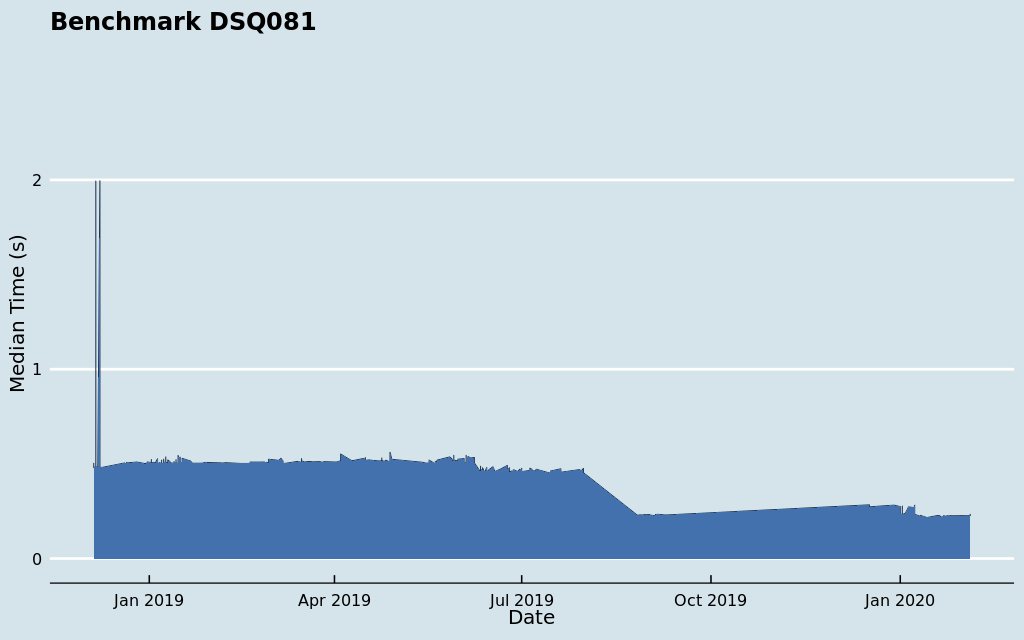 Benchmark DSQ081
Median Time (s)
2
1
0
Jan 2019
Apr 2019
Jul 2019
Oct 2019
Jan 2020
Date